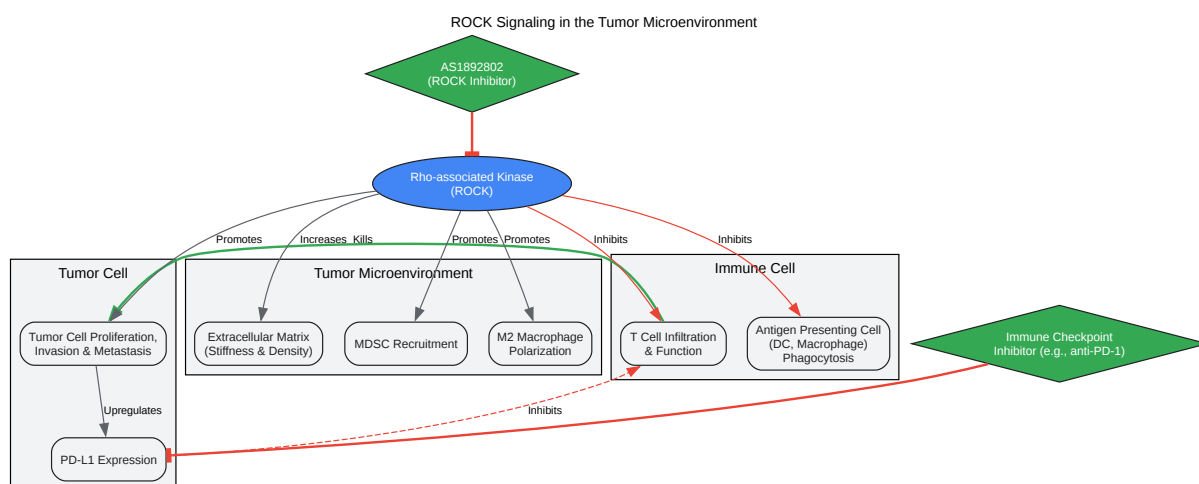 ROCK Signaling in the Tumor Microenvironment
AS1892802
(ROCK Inhibitor)
Rho-associated Kinase
(ROCK)
Promotes
Increases
Kills
Promotes
Promotes
Inhibits
Inhibits
Tumor Cell
Tumor Microenvironment
Immune Cell
Tumor Cell Proliferation,
Invasion & Metastasis
Extracellular Matrix
(Stiffness & Density)
MDSC Recruitment
M2 Macrophage
Polarization
T Cell Infiltration
& Function
Antigen Presenting Cell
(DC, Macrophage)
Phagocytosis
Immune Checkpoint
Inhibitor (e.g., anti-PD-1)
Upregulates
Inhibits
PD-L1 Expression